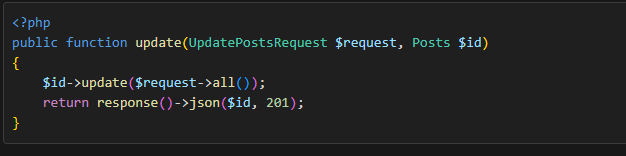 <?php
public function update(UpdatePostsRequest $request, Posts $id)
{
    $id->update($request->all());
    return response()->json($id, 201);
}